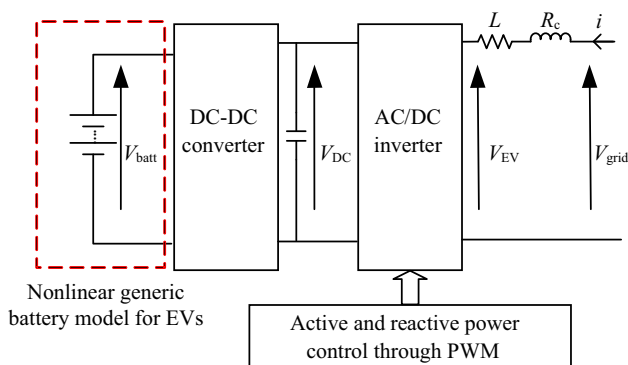 L
R_c
i
DC-DC
converter
AC/DC
inverter
V_batt
V_DC
V_EV
V_grid
Nonlinear generic
battery model for EVs
Active and reactive power
control through PWM